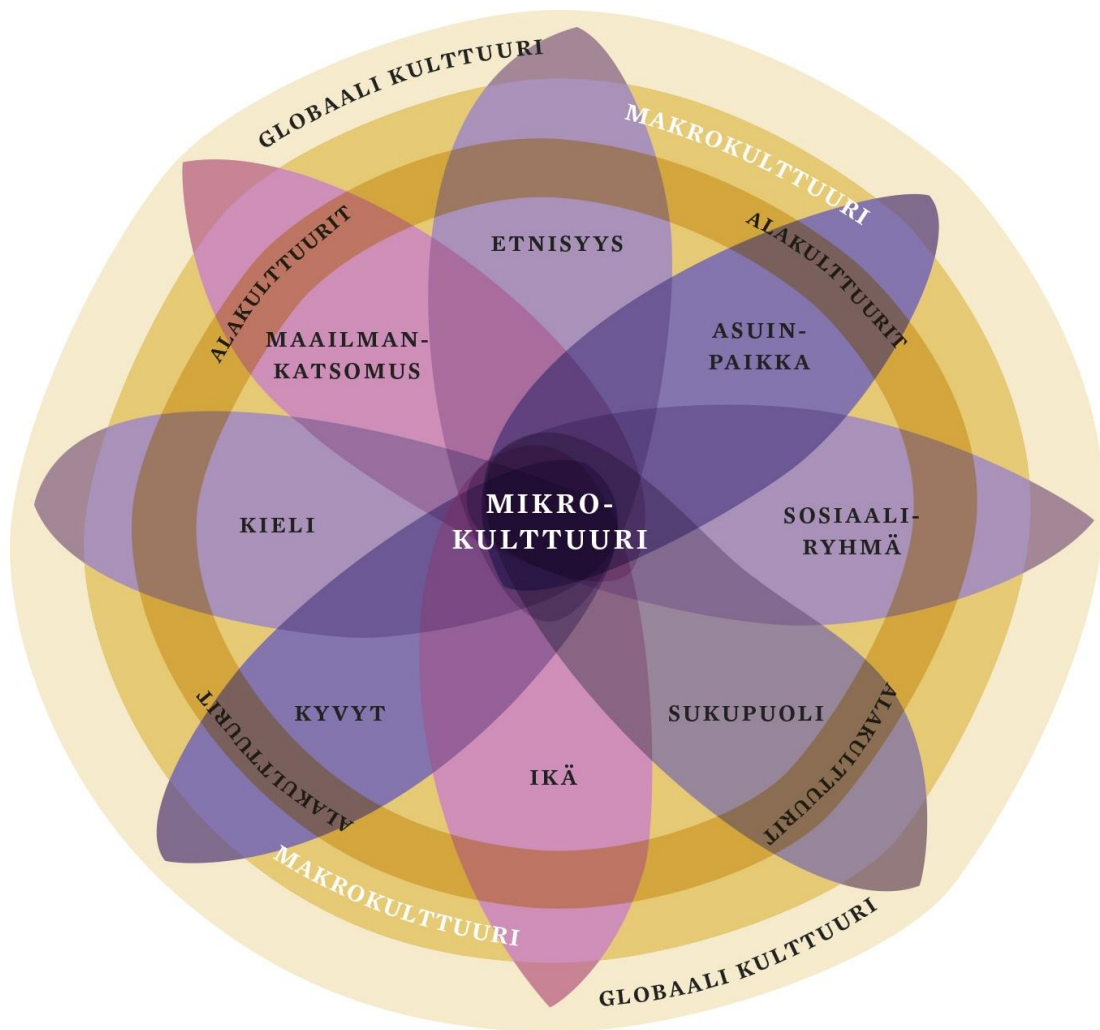 GLOBAALI KULTTUURI
MAKROKULTTUURI
ALAKULTTUURIT
ALAKULTTUURIT
ETNISYYS
MAAILMAN-
KATSOMUS
ASUIN-
PAIKKA
KIELI
MIKRO-
KULTTUURI
SOSIAALI-
RYHMÄ
KYVYT
IKÄ
SUKUPUOLI
ALAKULTTUURIT
ALAKULTTUURIT
MAKROKULTTUURI
GLOBAALI KULTTUURI